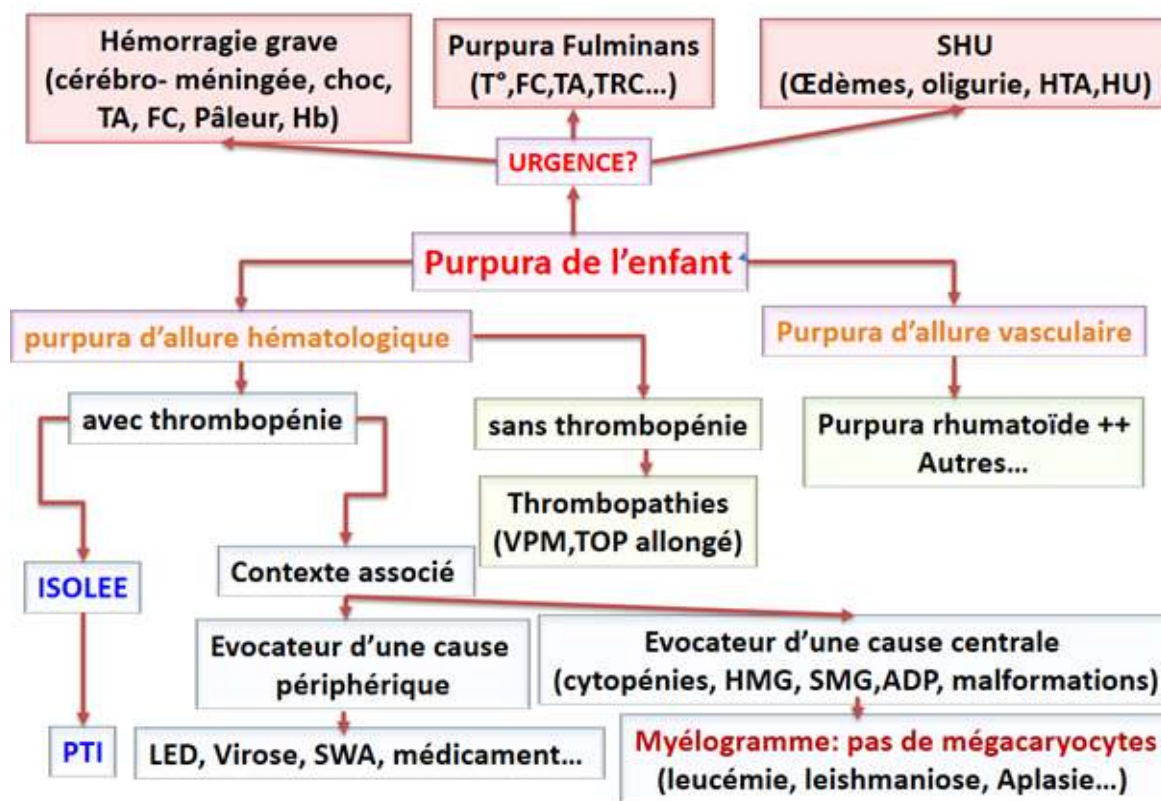 Hémorragie grave
(cérébro- méningée, choc,
TA, FC, Pâleur, Hb)
Purpura Fulminans
(T°,FC,TA,TRC...)
SHU
(Œdèmes, oligurie, HTA,HU)
URGENCE?
Purpura de l'enfant
purpura d'allure hématologique
Purpura d'allure vasculaire
avec thrombopénie
sans thrombopénie
Purpura rhumatoïde ++
Autres...
Thrombopathies
(VPM,TOP allongé)
ISOLEE
Contexte associé
Evocateur d'une cause
périphérique
Evocateur d'une cause centrale
(cytopénies, HMG, SMG,ADP, malformations)
PTI
LED, Virose, SWA, médicament...
Myélogramme: pas de mégacaryocytes
(leucémie, leishmaniose, Aplasie...)